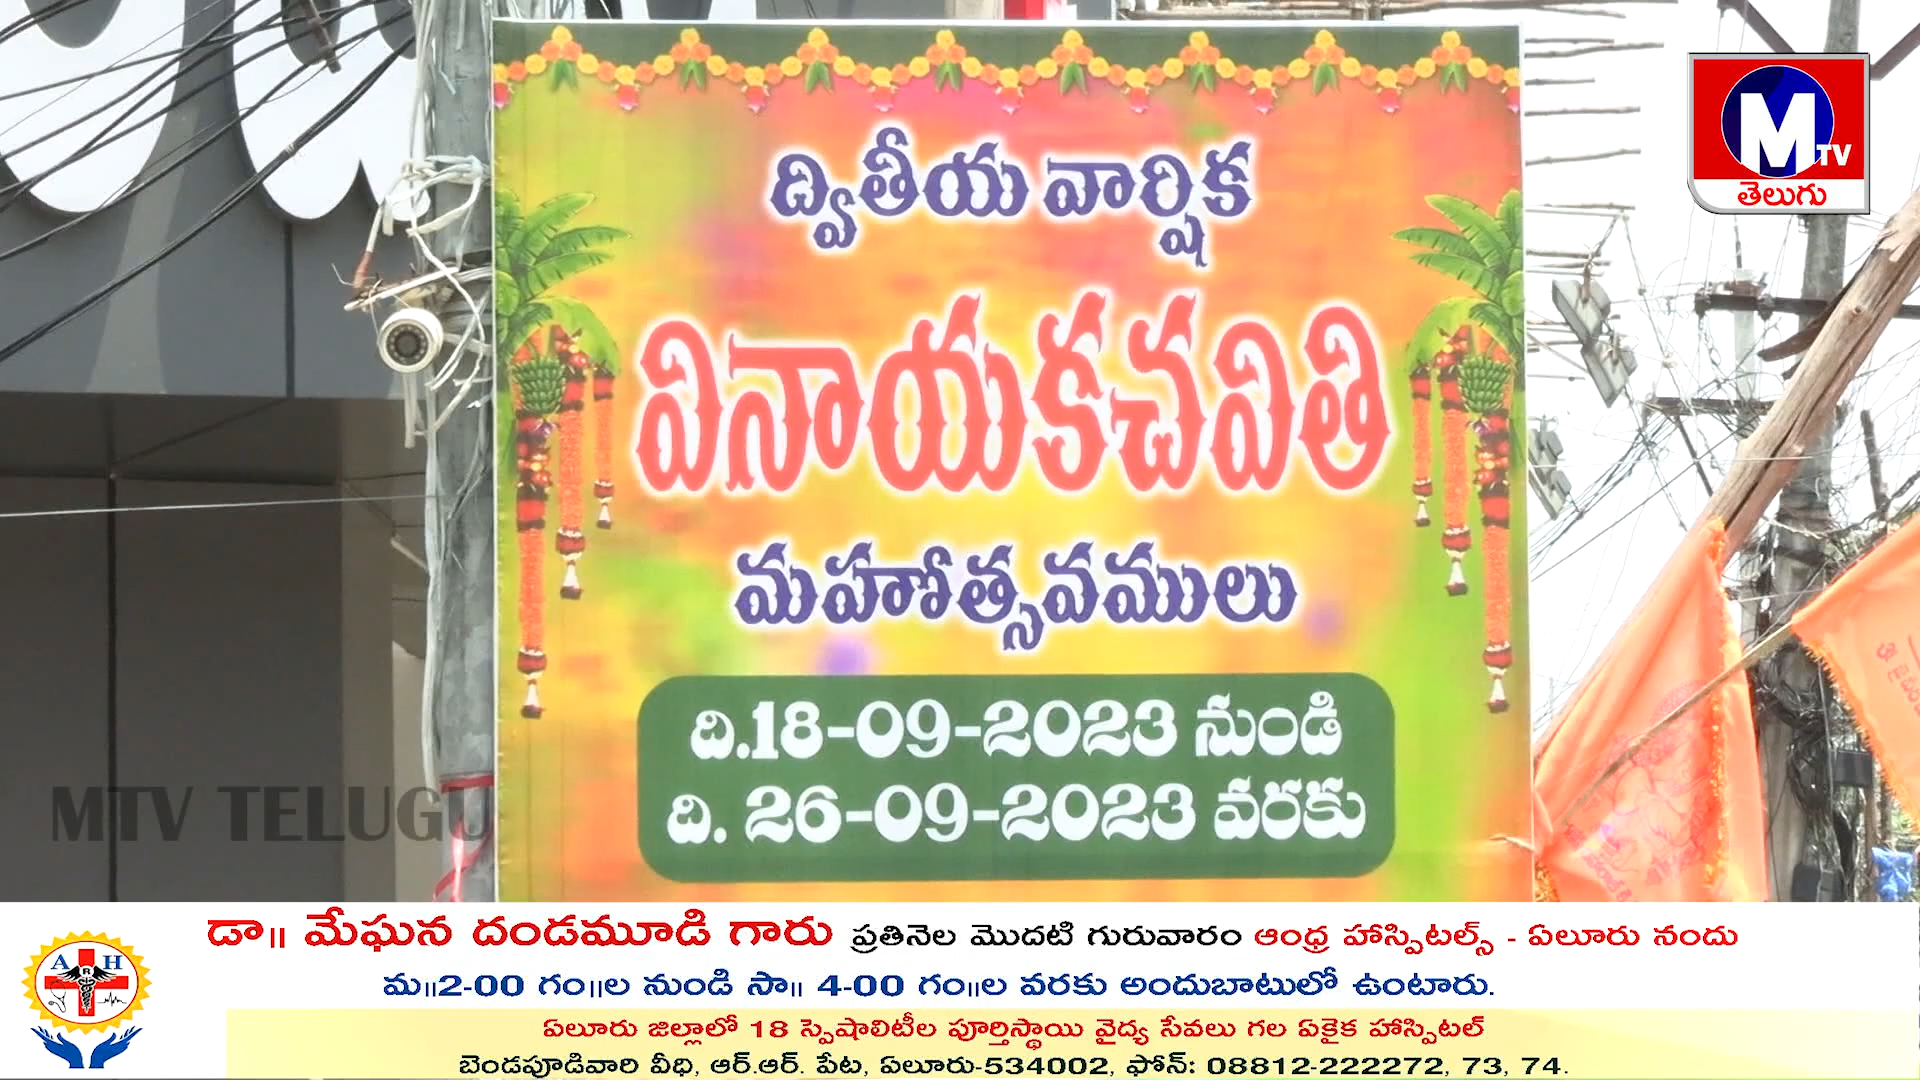 ద్వితీయ వార్షిక
వినాయకచవితి
మహోత్సవములు
ది.18-09-2023 నుండి
ది. 26-09-2023 వరకు
M TV
తెలుగు
MTV TELUGU
A H
R
డా॥ మేఘన దండమూడి గారు ప్రతినెల మొదటి గురువారం ఆంధ్ర హాస్పిటల్స్ - ఏలూరు నందు
మ॥2-00 గం॥ల నుండి సా॥ 4-00 గం॥ల వరకు అందుబాటులో ఉంటారు.
ఏలూరు జిల్లాలో 18 స్పెషాలిటీల పూర్తిస్థాయి వైద్య సేవలు గల ఏకైక హాస్పిటల్
బెండపూడివారి వీధి, ఆర్.ఆర్. పేట, ఏలూరు-534002, ఫోన్: 08812-222272, 73, 74.